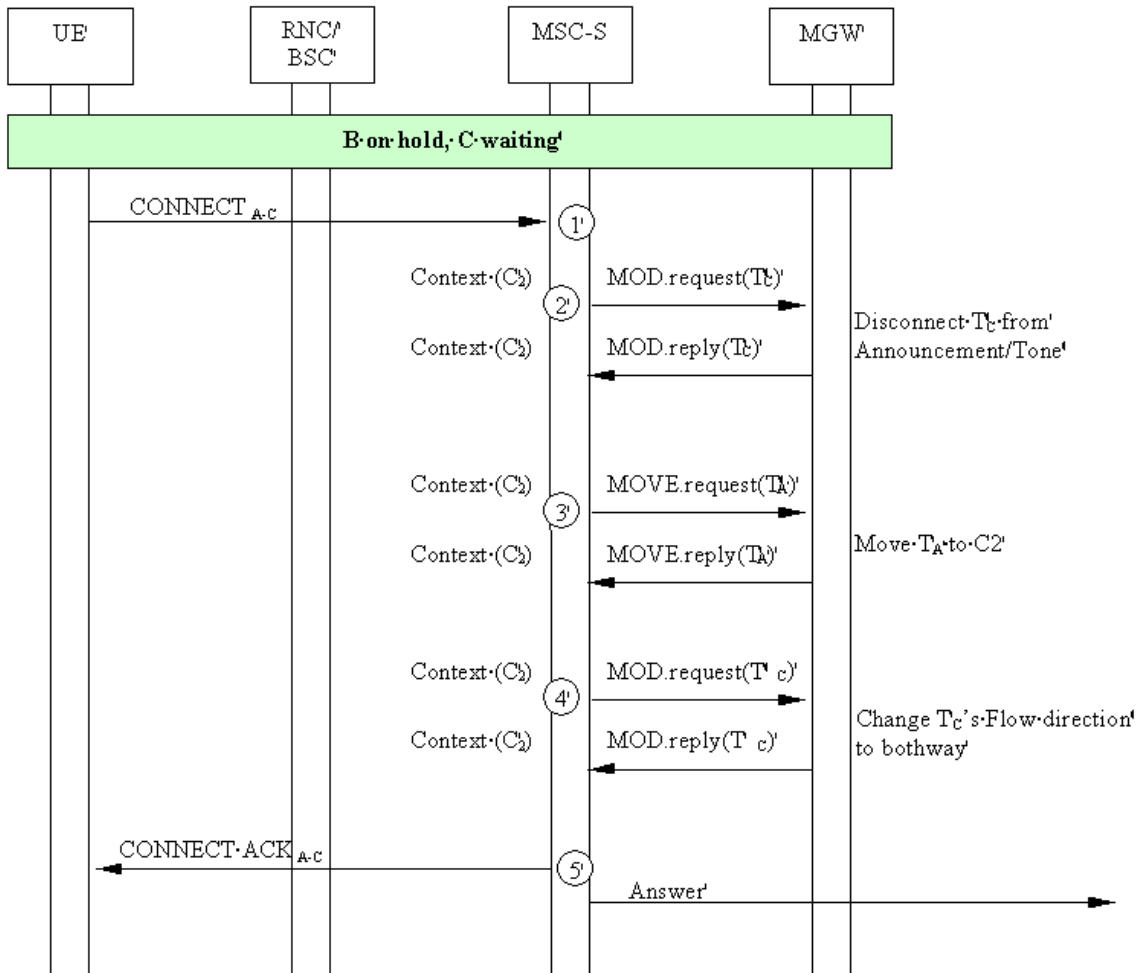 UE
RNC/
BSC
MSC-S
MGW
B on hold, C waiting
CONNECT A-C
1
Context (C2)
MOD.request(TC)
2
Disconnect TC from
Announcement/Tone
Context (C2)
MOD.reply(TC)
Context (C2)
MOVE.request(TA)
3
Move TA to C2
Context (C2)
MOVE.reply(TA)
Context (C2)
MOD.request(T C)
4
Change TC's Flow direction
to bothway
Context (C2)
MOD.reply(T C)
CONNECT ACK A-C
5
Answer